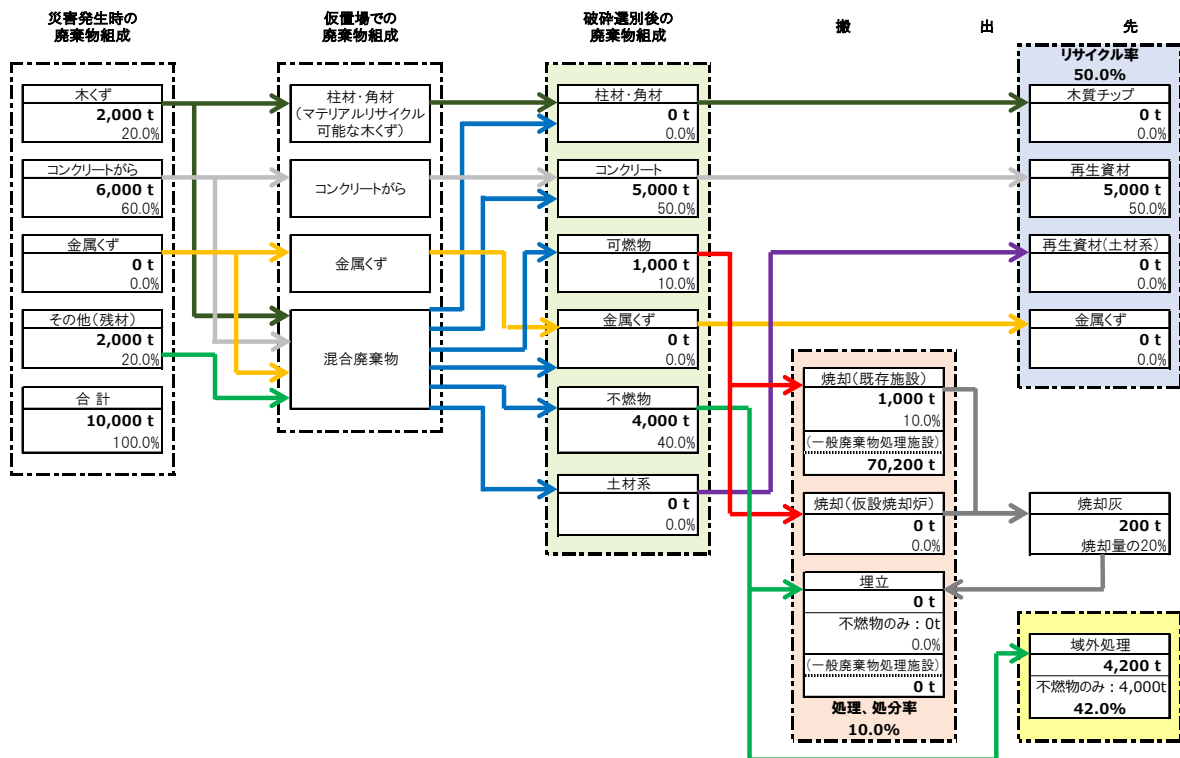 災害発生時の
廃棄物組成
木くず
2,000 t
20.0%
コンクリートがら
6,000 t
60.0%
金属くず
0 t
0.0%
その他(残材)
2,000 t
20.0%
合 計
10,000 t
100.0%
仮置場での
廃棄物組成
柱材・角材
(マテリアルリサイクル
可能な木くず)
コンクリートがら
金属くず
混合廃棄物
破砕選別後の
廃棄物組成
柱材・角材
0 t
0.0%
コンクリート
5,000 t
50.0%
可燃物
1,000 t
10.0%
金属くず
0 t
0.0%
不燃物
4,000 t
40.0%
土材系
0 t
0.0%
搬 出 先
焼却(既存施設)
1,000 t
10.0%
(一般廃棄物処理施設)
70,200 t
焼却(仮設焼却炉)
0 t
0.0%
埋立
0 t
不燃物のみ:0t
0.0%
(一般廃棄物処理施設)
0 t
処理、処分率
10.0%
リサイクル率
50.0%
木質チップ
0 t
0.0%
再生資材
5,000 t
50.0%
再生資材(土材系)
0 t
0.0%
金属くず
0 t
0.0%
焼却灰
200 t
焼却量の20%
域外処理
4,200 t
不燃物のみ:4,000t
42.0%